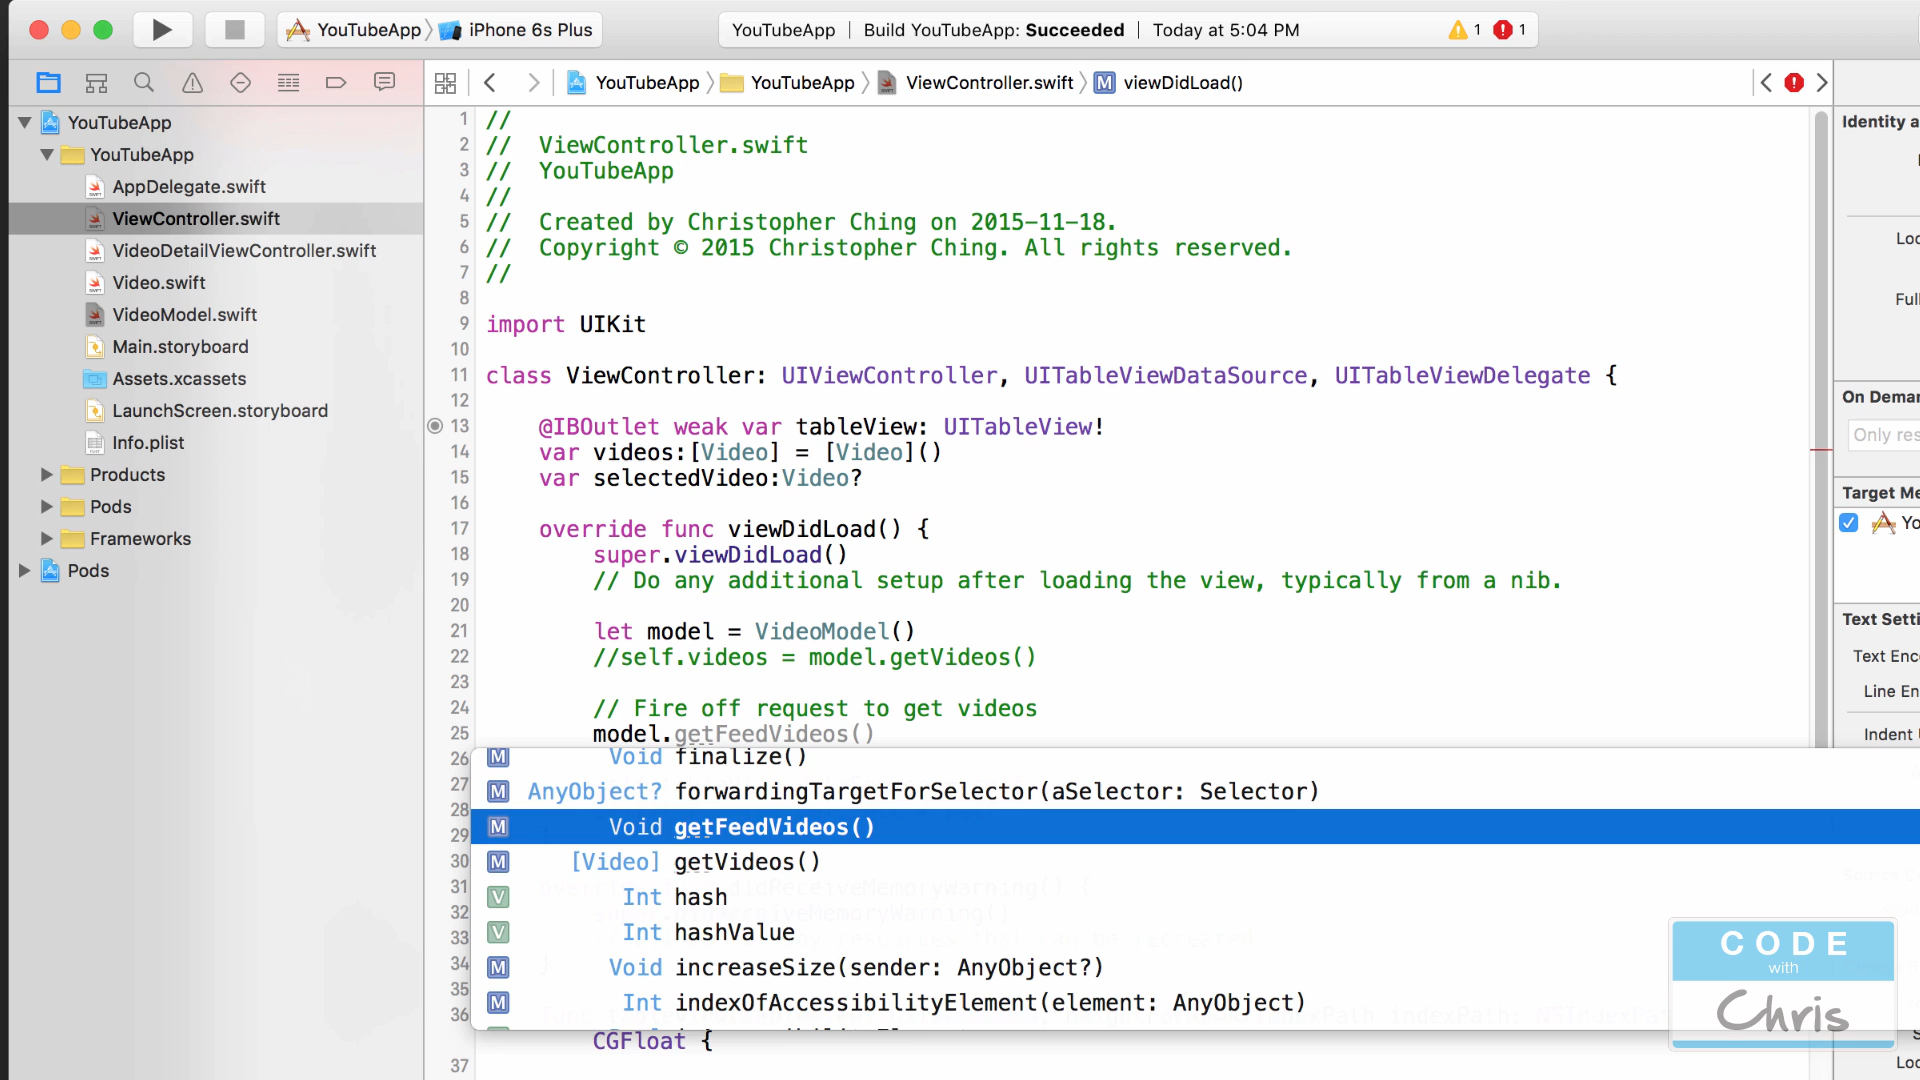 YouTubeApp iPhone 6s Plus
YouTubeApp | Build YouTubeApp: Succeeded | Today at 5:04 PM
1 1
YouTubeApp YouTubeApp ViewController.swift M viewDidLoad()
YouTubeApp
YouTubeApp
AppDelegate.swift
ViewController.swift
VideoDetailViewController.swift
Video.swift
VideoModel.swift
Main.storyboard
Assets.xcassets
LaunchScreen.storyboard
Info.plist
Products
Pods
Frameworks
Pods
1 //
2 //  ViewController.swift
3 //  YouTubeApp
4 //
5 //  Created by Christopher Ching on 2015-11-18.
6 //  Copyright © 2015 Christopher Ching. All rights reserved.
7 //
8
9 import UIKit
10
11 class ViewController: UIViewController, UITableViewDataSource, UITableViewDelegate {
12
13 @IBOutlet weak var tableView: UITableView!
14 var videos:[Video] = [Video]()
15 var selectedVideo:Video?
16
17 override func viewDidLoad() {
18 super.viewDidLoad()
19 // Do any additional setup after loading the view, typically from a nib.
20
21 let model = VideoModel()
22 //self.videos = model.getVideos()
23
24 // Fire off request to get videos
25 model.getFeedVideos()
26
27
28
29
30
31
32
33
34
35
36
M Void finalize()
M AnyObject? forwardingTargetForSelector(aSelector: Selector)
M Void getFeedVideos()
M [Video] getVideos()
V Int hash
V Int hashValue
M Void increaseSize(sender: AnyObject?)
M Int indexOfAccessibilityElement(element: AnyObject)
CGFloat {
37
Identity a
Loc
Full
On Deman
Only res
Target Me
Yo
Text Setti
Text Enc
Line En
Indent U
Loc
CODE
with
Chris